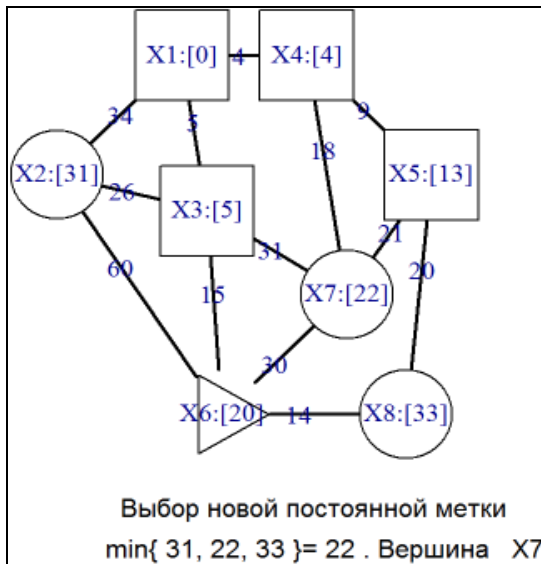 X1:[0] 4 X4:[4]
34 5 9
18
X2:[31] 26 X3:[5] X5:[13]
31 21
60 15 X7:[22] 20
30
X6:[20] 14 X8:[33]
Выбор новой постоянной метки
min{ 31, 22, 33 }= 22 . Вершина X7